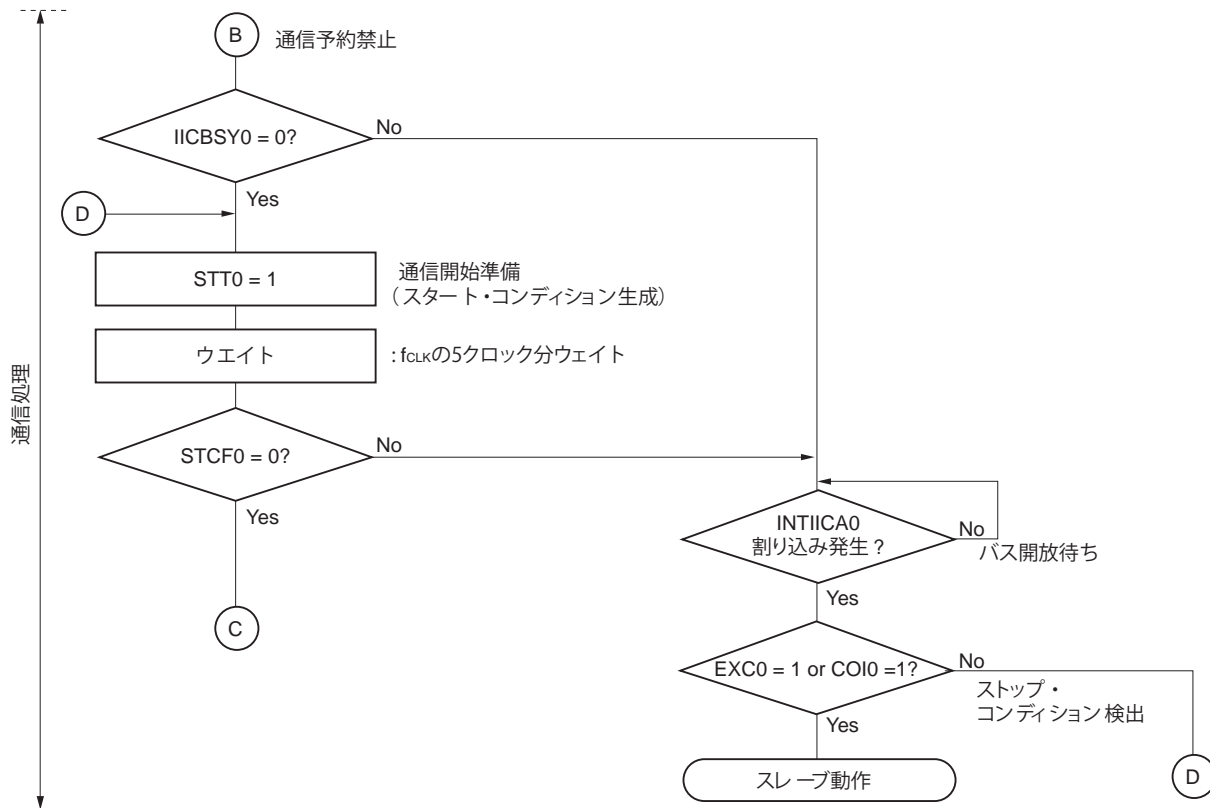 B
通信予約禁止
IICBSY0 = 0?
No
Yes
D
STT0 = 1
通信開始準備
(スタート・コンディション生成)
ウエイト
: fCLKの5クロック分ウェイト
STCF0 = 0?
No
Yes
INTIICA0
割り込み発生?
No
バス開放待ち
Yes
C
EXC0 = 1 or COI0 =1?
No
ストップ・
コンディション検出
Yes
スレーブ動作
D
通信処理